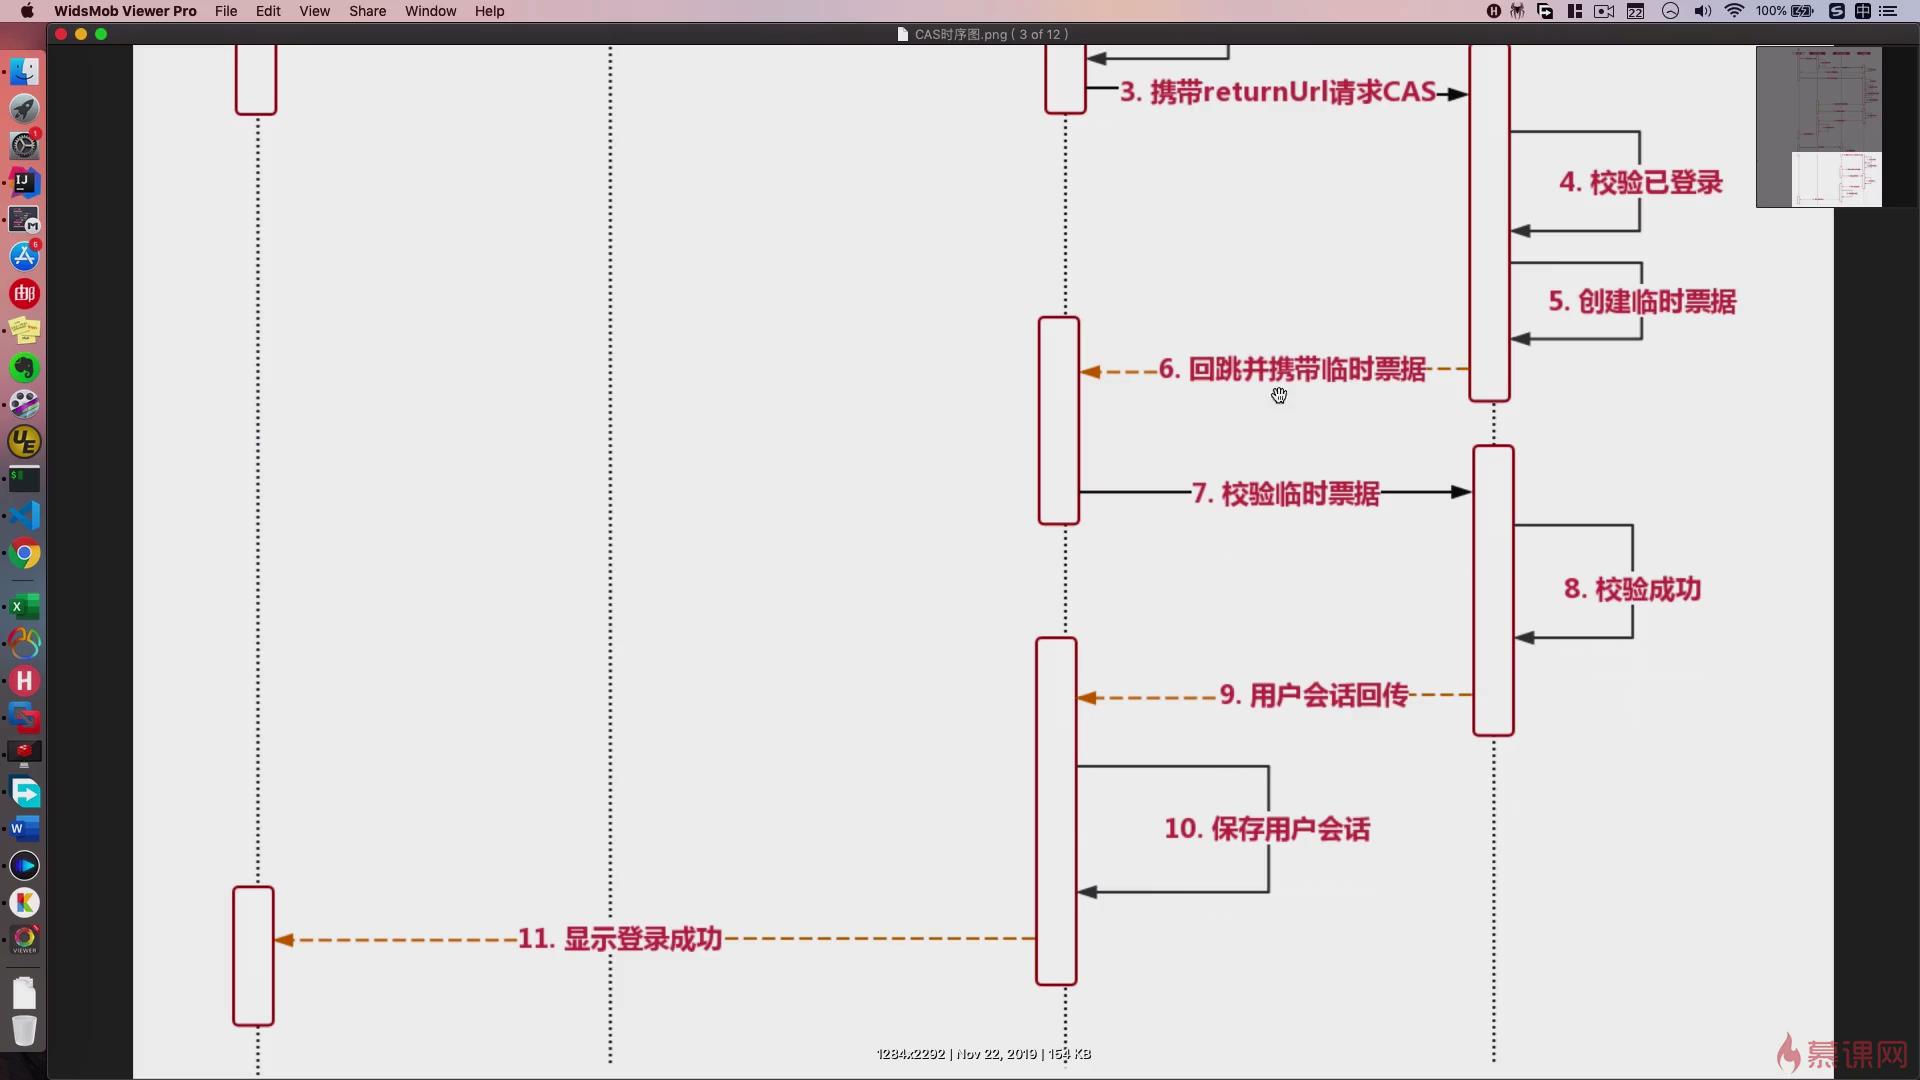 WidsMob Viewer Pro File Edit View Share Window Help
22 100% 中
CAS时序图.png ( 3 of 12 )
3. 携带returnUrl请求CAS
4. 校验已登录
5. 创建临时票据
6. 回跳并携带临时票据
7. 校验临时票据
8. 校验成功
9. 用户会话回传
10. 保存用户会话
11. 显示登录成功
1284x2292 | Nov 22, 2019 | 154 KB
慕课网